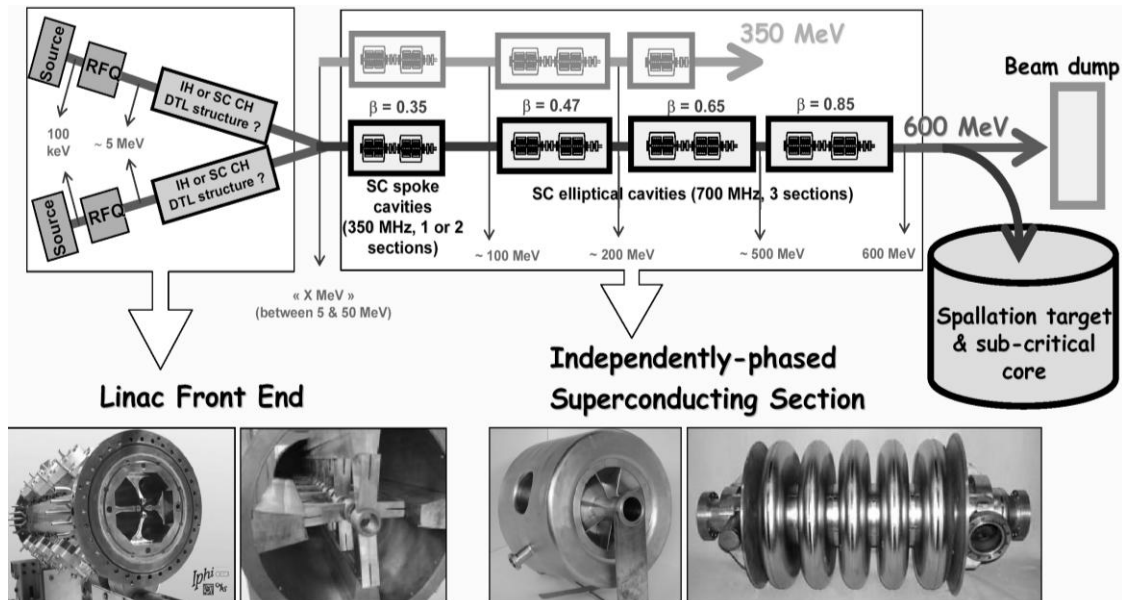 Source
RFQ
IH or SC CH
DTL structure ?
100
keV
~ 5 MeV
Source
RFQ
IH or SC CH
DTL structure ?
350 MeV
β = 0.35
β = 0.47
β = 0.65
β = 0.85
600 MeV
Beam dump
SC spoke
cavities
(350 MHz, 1 or 2
sections)
SC elliptical cavities (700 MHz, 3 sections)
~ 100 MeV
~ 200 MeV
~ 500 MeV
600 MeV
« X MeV »
(between 5 & 50 MeV)
Spallation target
& sub-critical
core
Linac Front End
Independently-phased
Superconducting Section
Iphi